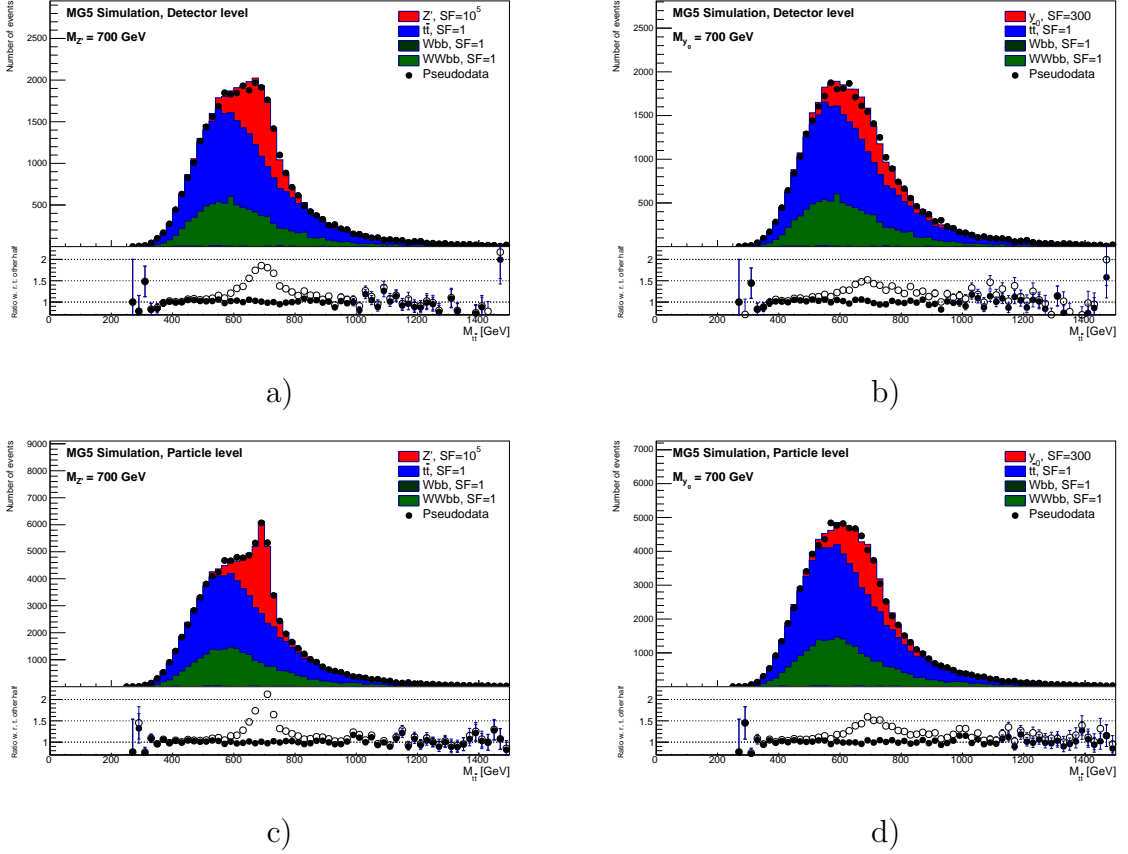 MG5 Simulation, Detector level
M_Z' = 700 GeV
Z', SF=10^5
tt̄, SF=1
Wbb, SF=1
WWbb, SF=1
Pseudodata
Number of events
2500
2000
1500
1000
500
Ratio w. r. t. other half
2
1.5
1
0 200 400 600 800 1000 1200 1400
M_tt̄ [GeV]
a)
MG5 Simulation, Detector level
M_y0 = 700 GeV
y_0, SF=300
tt̄, SF=1
Wbb, SF=1
WWbb, SF=1
Pseudodata
Number of events
2500
2000
1500
1000
500
Ratio w. r. t. other half
2
1.5
1
0 200 400 600 800 1000 1200 1400
M_tt̄ [GeV]
b)
MG5 Simulation, Particle level
M_Z' = 700 GeV
Z', SF=10^5
tt̄, SF=1
Wbb, SF=1
WWbb, SF=1
Pseudodata
Number of events
9000
8000
7000
6000
5000
4000
3000
2000
1000
Ratio w. r. t. other half
2
1.5
1
0 200 400 600 800 1000 1200 1400
M_tt̄ [GeV]
c)
MG5 Simulation, Particle level
M_y0 = 700 GeV
y_0, SF=300
tt̄, SF=1
Wbb, SF=1
WWbb, SF=1
Pseudodata
Number of events
7000
6000
5000
4000
3000
2000
1000
Ratio w. r. t. other half
2
1.5
1
0 200 400 600 800 1000 1200 1400
M_tt̄ [GeV]
d)